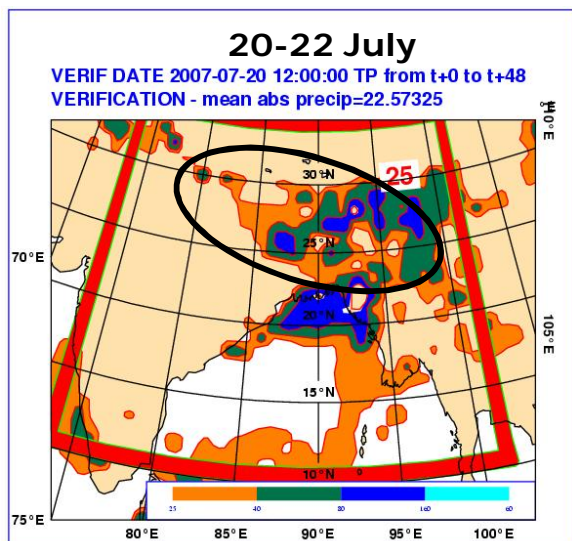 20-22 July
VERIF DATE 2007-07-20 12:00:00 TP from t+0 to t+48
VERIFICATION - mean abs precip=22.57325
30°N
25
25°N
70°E
20°N
105°E
15°N
10°N
25 40 80 160 60
75°E
80°E 85°E 90°E 95°E 100°E